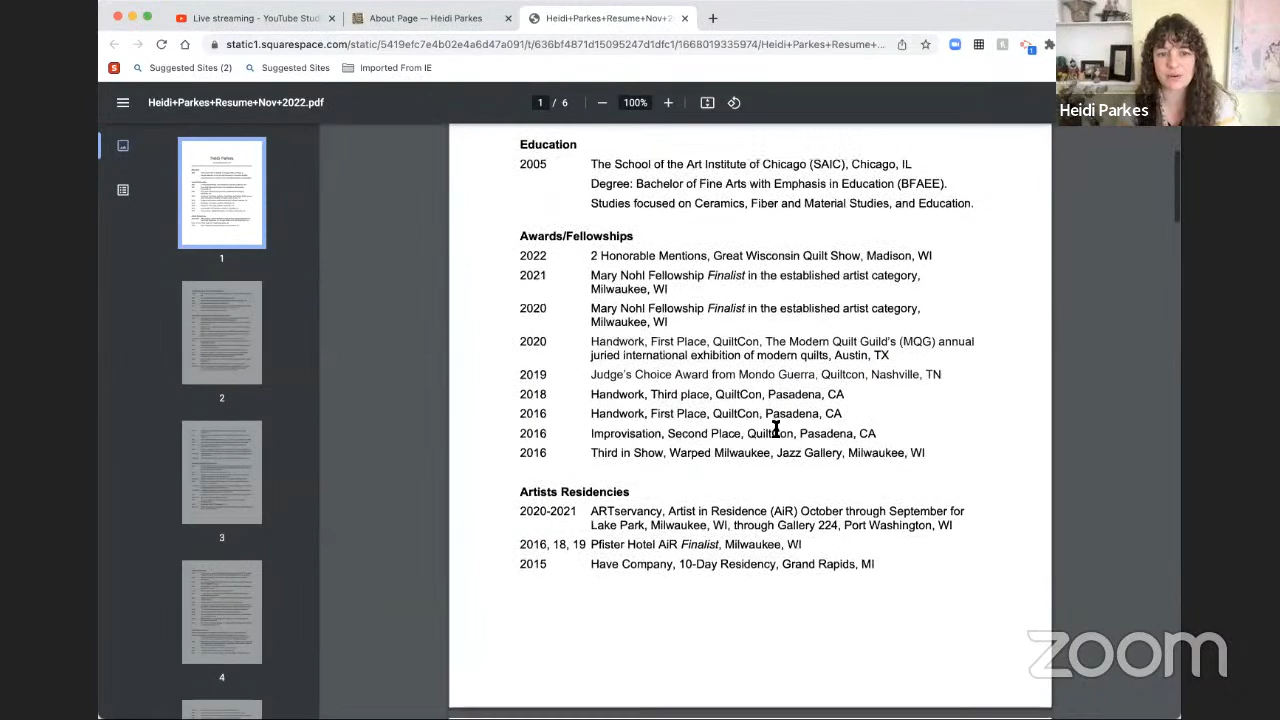 Live streaming - YouTube Stud
About Page — Heidi Parkes
Heidi+Parkes+Resume+Nov+2
static1.squarespace.com/static/5419efc7e4b02e4a6d47a091/t/636bf4871d15095247d1dfc1/1668019335974/Heidi+Parkes+Resume+...
Suggested Sites (2)
Suggested Sites
Imported From IE
Heidi+Parkes+Resume+Nov+2022.pdf
1 / 6
100%
Heidi Parkes
Education
2005 The School of the Art Institute of Chicago (SAIC), Chicago, IL
Degree: Bachelor of Fine Arts with Emphasis in Education (BFAEE).
Studies focused on Ceramics, Fiber and Material Studies, and Education.
Awards/Fellowships
2022 2 Honorable Mentions, Great Wisconsin Quilt Show, Madison, WI
2021 Mary Nohl Fellowship Finalist in the established artist category,
Milwaukee, WI
2020 Mary Nohl Fellowship Finalist in the established artist category,
Milwaukee, WI
2020 Handwork, First Place, QuiltCon, The Modern Quilt Guild's (MQG) annual
juried international exhibition of modern quilts, Austin, TX
2019 Judge's Choice Award from Mondo Guerra, Quiltcon, Nashville, TN
2018 Handwork, Third place, QuiltCon, Pasadena, CA
2016 Handwork, First Place, QuiltCon, Pasadena, CA
2016 Improvisation, Second Place, QuiltCon, Pasadena, CA
2016 Third in Show, Warped Milwaukee, Jazz Gallery, Milwaukee, WI
Artists Residencies
2020-2021 ARTservancy, Artist in Residence (AiR) October through September for
Lake Park, Milwaukee, WI, through Gallery 224, Port Washington, WI
2016, 18, 19 Pfister Hotel AiR Finalist, Milwaukee, WI
2015 Have Company, 10-Day Residency, Grand Rapids, MI
1
2
3
4
zoom